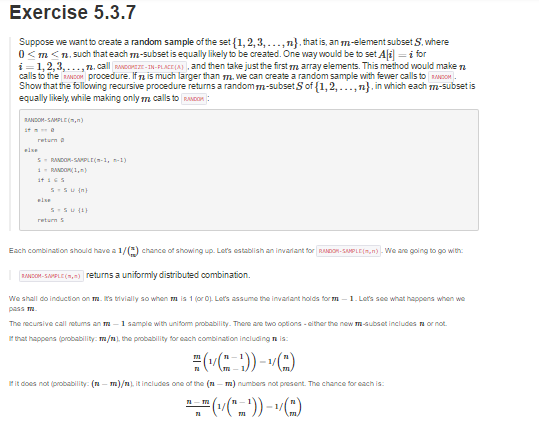 Exercise 5.3.7
Suppose we want to create a random sample of the set {1, 2, 3, . . . , n}, that is, an m-element subset S, where
0 ≤ m ≤ n, such that each m-subset is equally likely to be created. One way would be to set A[i] = i for
i = 1, 2, 3, . . . , n, call RANDOMIZE-IN-PLACE(A), and then take just the first m array elements. This method would make n
calls to the RANDOM procedure. If n is much larger than m, we can create a random sample with fewer calls to RANDOM.
Show that the following recursive procedure returns a random m-subset S of {1, 2, . . . , n}, in which each m-subset is
equally likely, while making only m calls to RANDOM:
RANDOM-SAMPLE(m,n)
if m == 0
return ∅
else
S = RANDOM-SAMPLE(m-1, n-1)
i = RANDOM(1,n)
if i ∈ S
S = S ∪ {n}
else
S = S ∪ {i}
return S
Each combination should have a 1/(n m) chance of showing up. Let's establish an invariant for RANDOM-SAMPLE(m,n). We are going to go with:
RANDOM-SAMPLE(m,n) returns a uniformly distributed combination.
We shall do induction on m. It's trivially so when m is 1 (or 0). Let's assume the invariant holds for m − 1. Let's see what happens when we
pass m.
The recursive call returns an m − 1 sample with uniform probability. There are two options - either the new m-subset includes n or not.
If that happens (probability: m/n), the probability for each combination including n is:
m/n (1/(n − 1 m − 1)) = 1/(n m)
If it does not (probability: (n − m)/n), it includes one of the (n − m) numbers not present. The chance for each is:
n − m/n (1/(n − 1 m)) = 1/(n m)